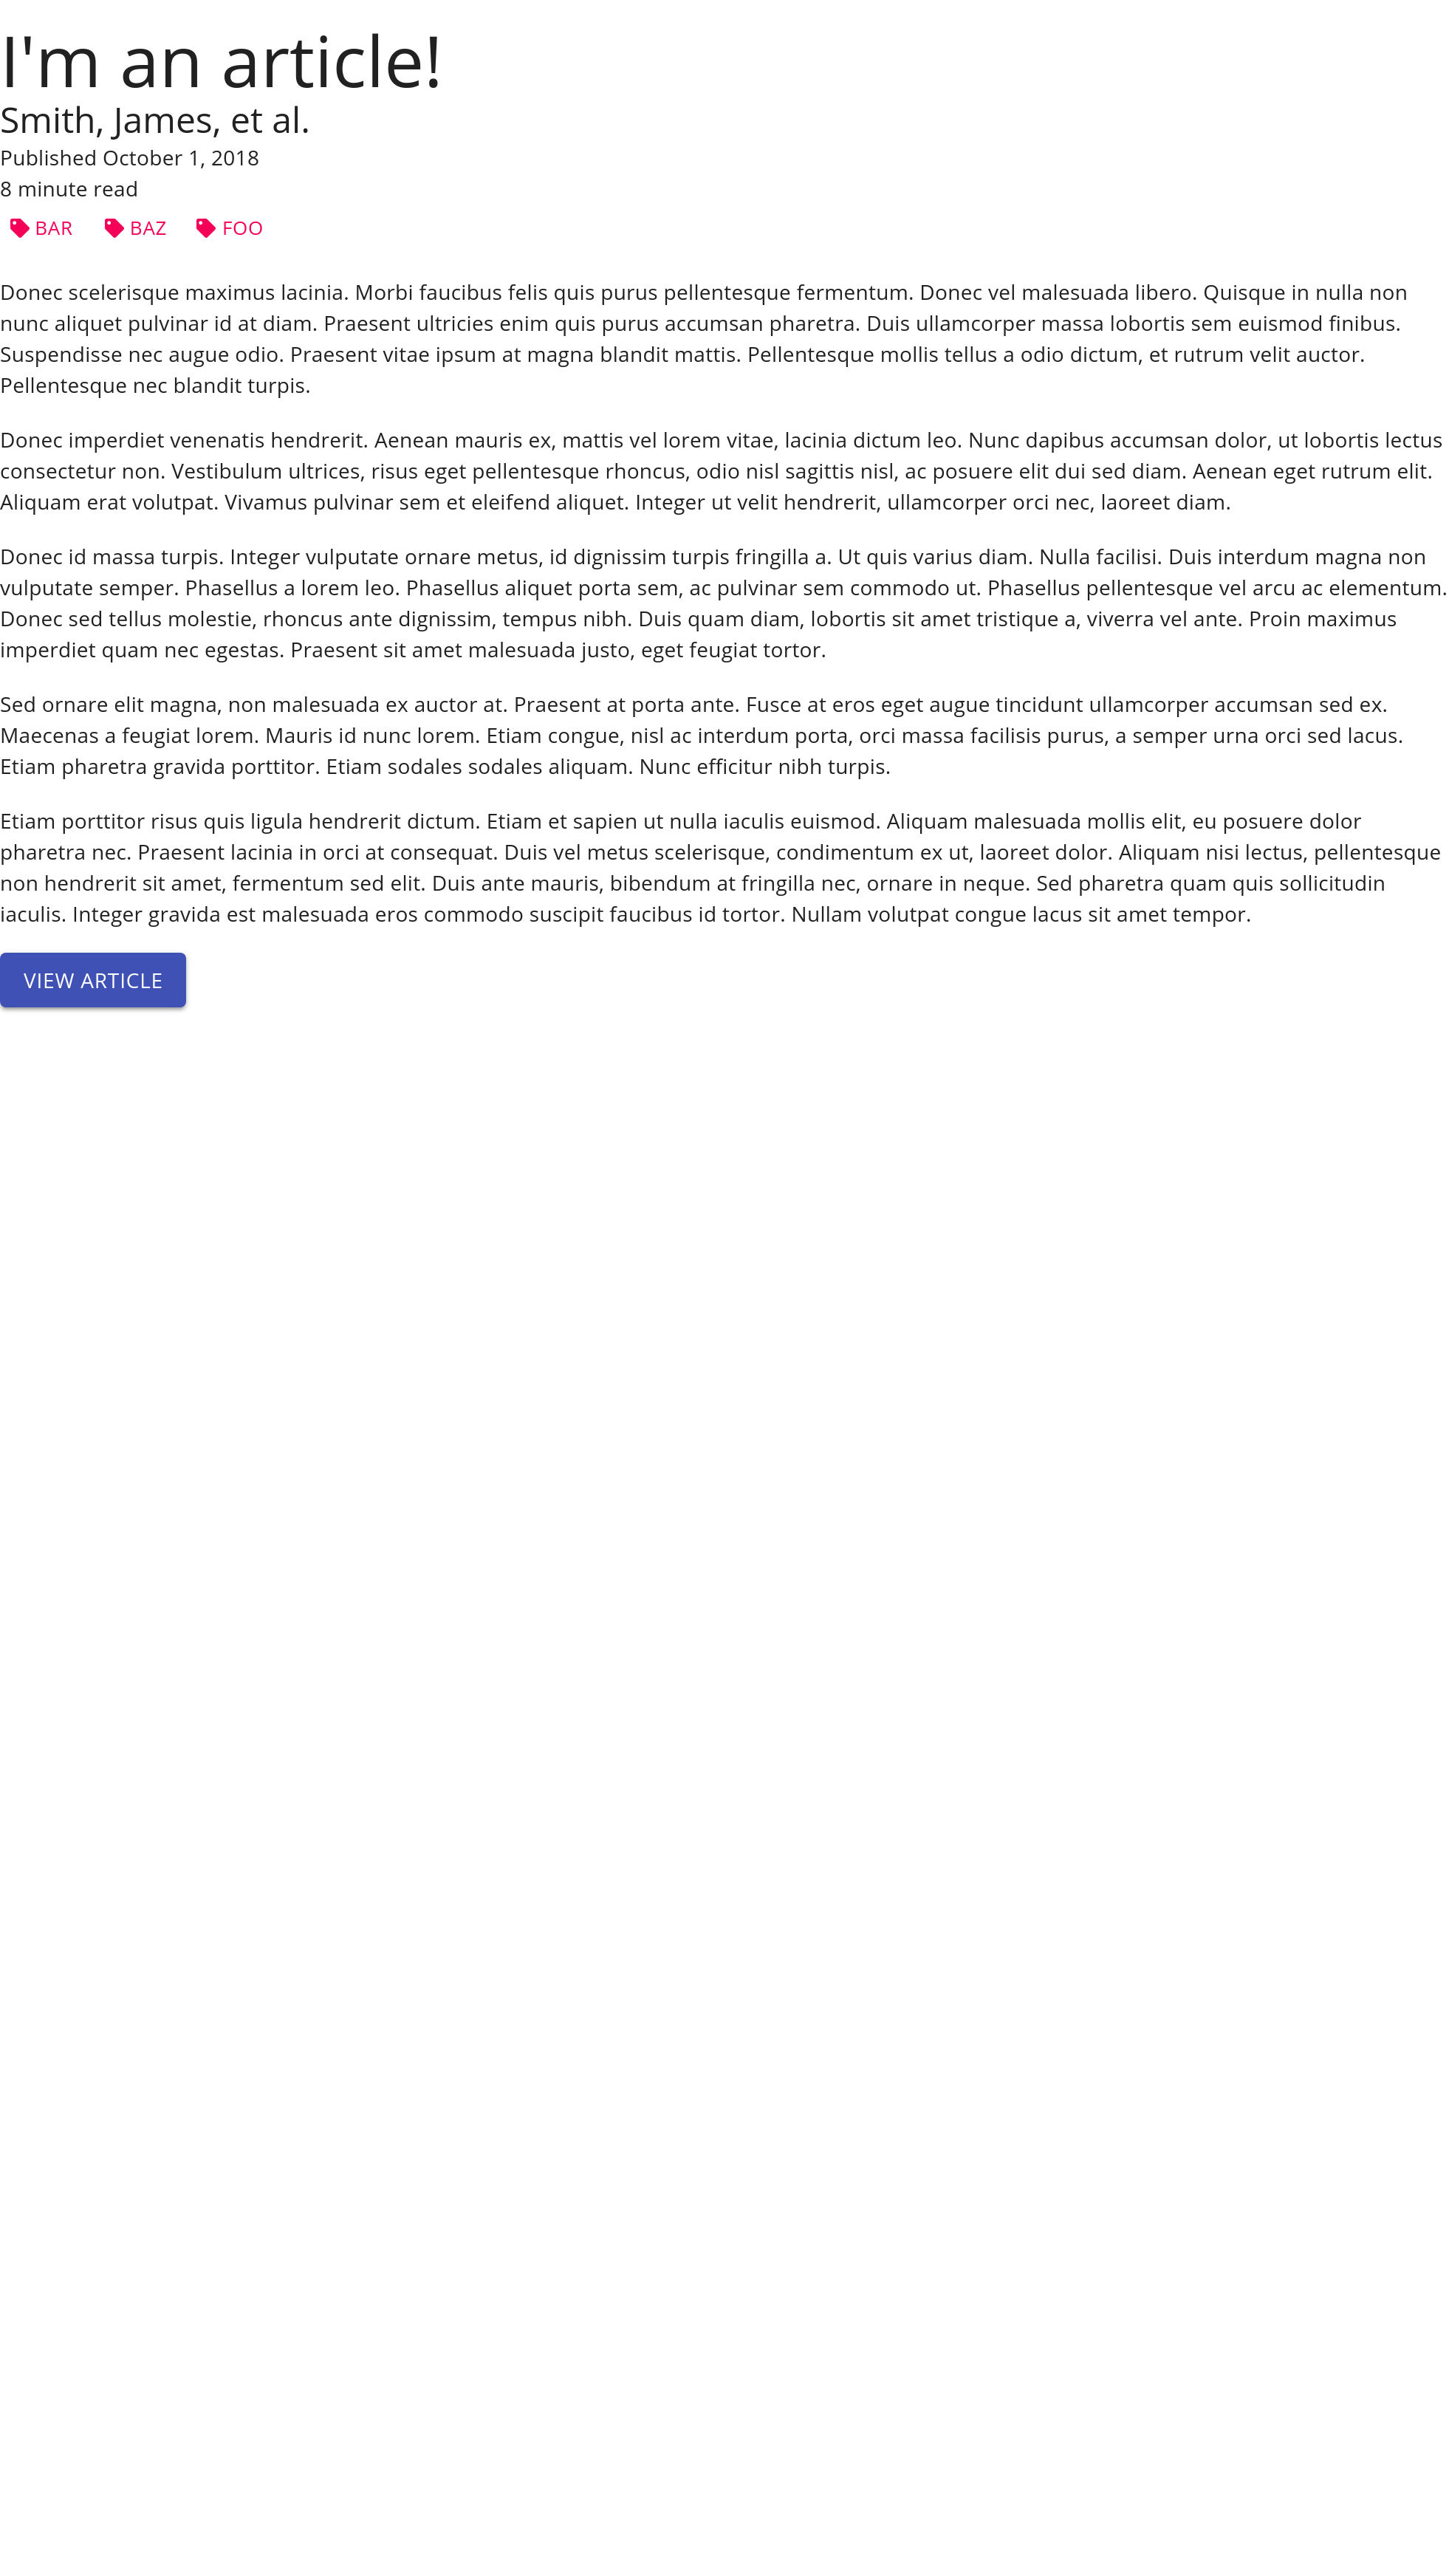 I'm an article!
Smith, James, et al.
Published October 1, 2018
8 minute read
BAR BAZ FOO
Donec scelerisque maximus lacinia. Morbi faucibus felis quis purus pellentesque fermentum. Donec vel malesuada libero. Quisque in nulla non
nunc aliquet pulvinar id at diam. Praesent ultricies enim quis purus accumsan pharetra. Duis ullamcorper massa lobortis sem euismod finibus.
Suspendisse nec augue odio. Praesent vitae ipsum at magna blandit mattis. Pellentesque mollis tellus a odio dictum, et rutrum velit auctor.
Pellentesque nec blandit turpis.
Donec imperdiet venenatis hendrerit. Aenean mauris ex, mattis vel lorem vitae, lacinia dictum leo. Nunc dapibus accumsan dolor, ut lobortis lectus
consectetur non. Vestibulum ultrices, risus eget pellentesque rhoncus, odio nisl sagittis nisl, ac posuere elit dui sed diam. Aenean eget rutrum elit.
Aliquam erat volutpat. Vivamus pulvinar sem et eleifend aliquet. Integer ut velit hendrerit, ullamcorper orci nec, laoreet diam.
Donec id massa turpis. Integer vulputate ornare metus, id dignissim turpis fringilla a. Ut quis varius diam. Nulla facilisi. Duis interdum magna non
vulputate semper. Phasellus a lorem leo. Phasellus aliquet porta sem, ac pulvinar sem commodo ut. Phasellus pellentesque vel arcu ac elementum.
Donec sed tellus molestie, rhoncus ante dignissim, tempus nibh. Duis quam diam, lobortis sit amet tristique a, viverra vel ante. Proin maximus
imperdiet quam nec egestas. Praesent sit amet malesuada justo, eget feugiat tortor.
Sed ornare elit magna, non malesuada ex auctor at. Praesent at porta ante. Fusce at eros eget augue tincidunt ullamcorper accumsan sed ex.
Maecenas a feugiat lorem. Mauris id nunc lorem. Etiam congue, nisl ac interdum porta, orci massa facilisis purus, a semper urna orci sed lacus.
Etiam pharetra gravida porttitor. Etiam sodales sodales aliquam. Nunc efficitur nibh turpis.
Etiam porttitor risus quis ligula hendrerit dictum. Etiam et sapien ut nulla iaculis euismod. Aliquam malesuada mollis elit, eu posuere dolor
pharetra nec. Praesent lacinia in orci at consequat. Duis vel metus scelerisque, condimentum ex ut, laoreet dolor. Aliquam nisi lectus, pellentesque
non hendrerit sit amet, fermentum sed elit. Duis ante mauris, bibendum at fringilla nec, ornare in neque. Sed pharetra quam quis sollicitudin
iaculis. Integer gravida est malesuada eros commodo suscipit faucibus id tortor. Nullam volutpat congue lacus sit amet tempor.
VIEW ARTICLE